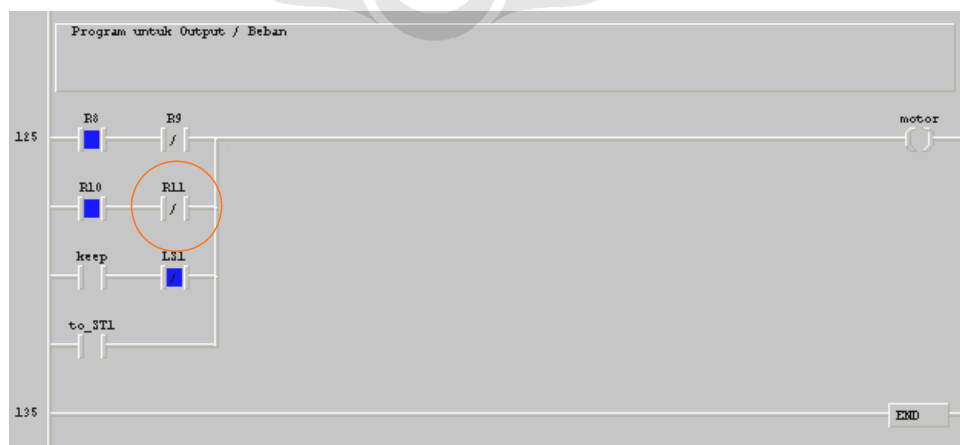 Program untuk Output / Beban
R8 R9 motor
125
R10 R11
keep LS1
to_ST1
135 END